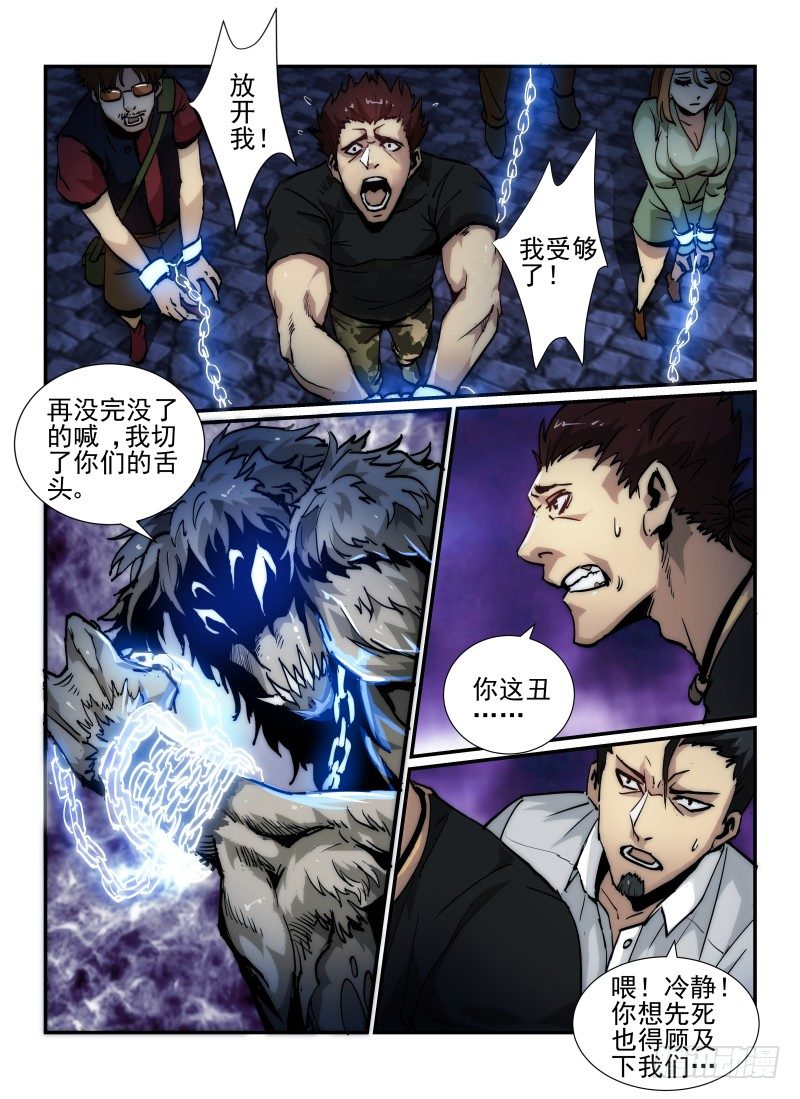 放
开
我！
我受够
了！
再没完没了
的喊，我切
了你们的舌
头。
你这丑
……
喂！冷静！
你想先死
也得顾及
下我们…